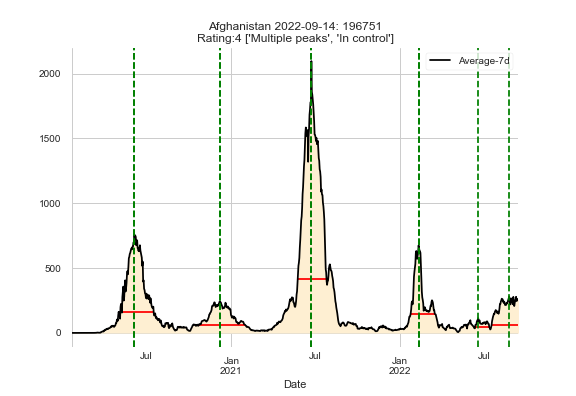 Afghanistan 2022-09-14: 196751
Rating:4 ['Multiple peaks', 'In control']
Average-7d
2000
1500
1000
500
0
Jul
Jan
2021
Jul
Jan
2022
Jul
Date